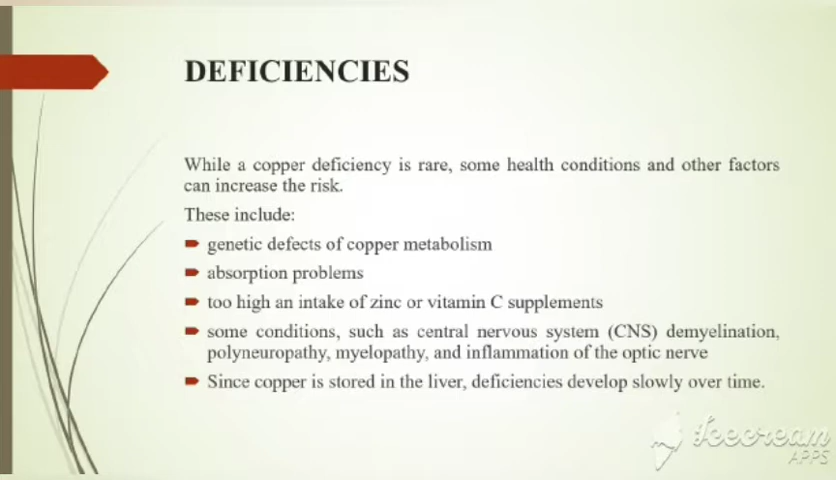 DEFICIENCIES
While a copper deficiency is rare, some health conditions and other factors
can increase the risk.
These include:
genetic defects of copper metabolism
absorption problems
too high an intake of zinc or vitamin C supplements
some conditions, such as central nervous system (CNS) demyelination,
polyneuropathy, myelopathy, and inflammation of the optic nerve
Since copper is stored in the liver, deficiencies develop slowly over time.
Icecream
APPS